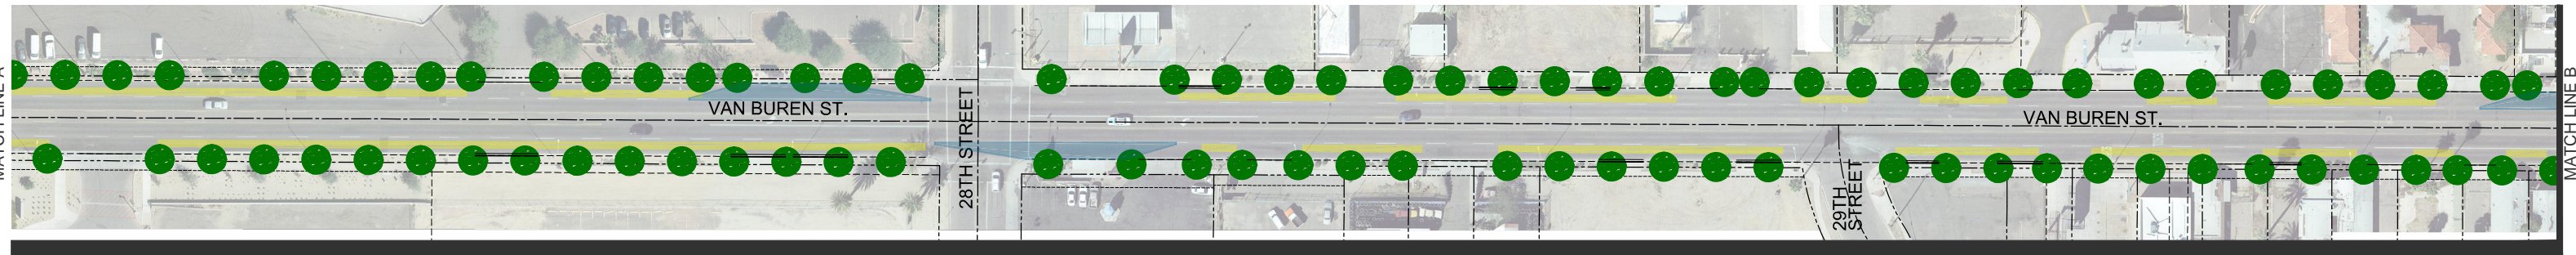 MATCH LINE A
VAN BUREN ST.
28TH STREET
29TH
STREET
VAN BUREN ST.
MATCH LINE B